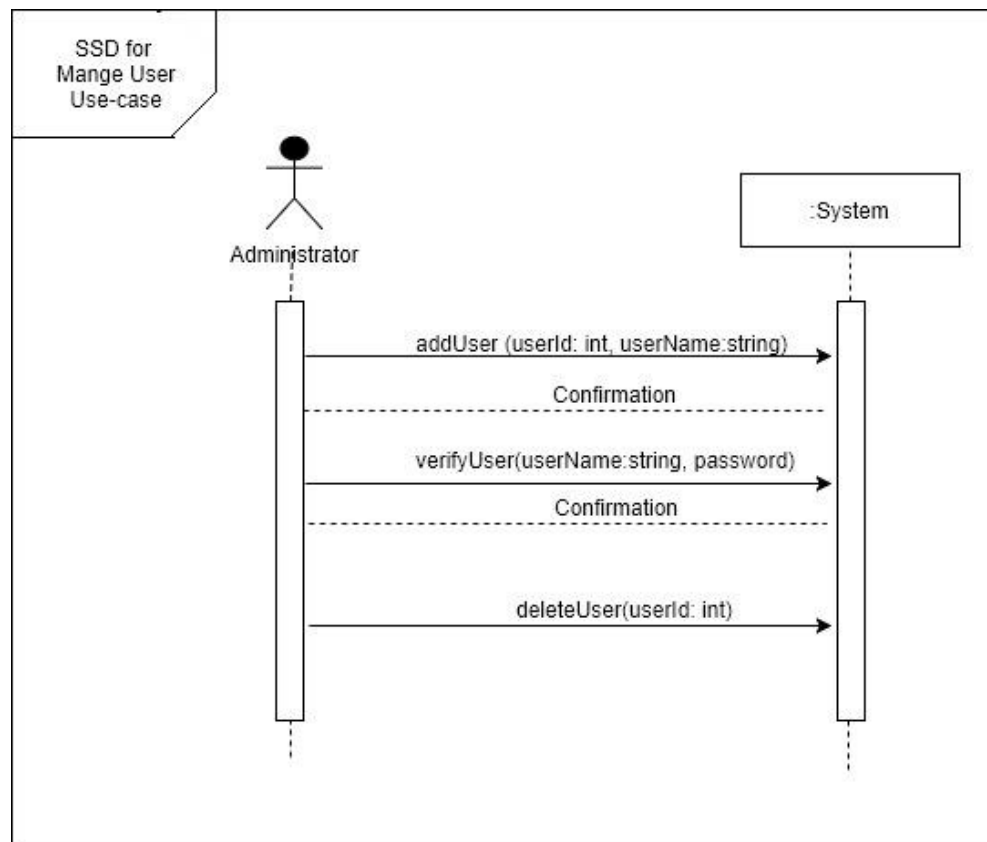 SSD for
Mange User
Use-case
:System
Administrator
addUser (userId: int, userName:string)
Confirmation
verifyUser(userName:string, password)
Confirmation
deleteUser(userId: int)